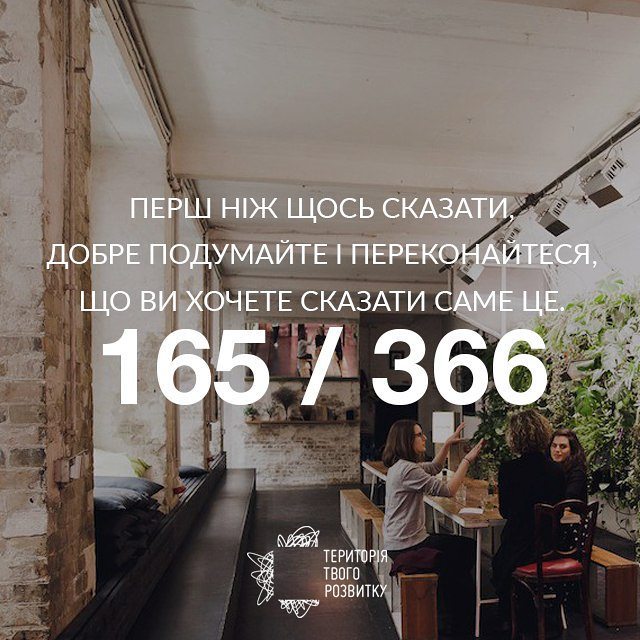 ПЕРШ НІЖ ЩОСЬ СКАЗАТИ,
ДОБРЕ ПОДУМАЙТЕ І ПЕРЕКОНАЙТЕСЯ,
ЩО ВИ ХОЧЕТЕ СКАЗАТИ САМЕ ЦЕ.
165 / 366
ТЕРИТОРІЯ
ТВОГО
РОЗВИТКУ